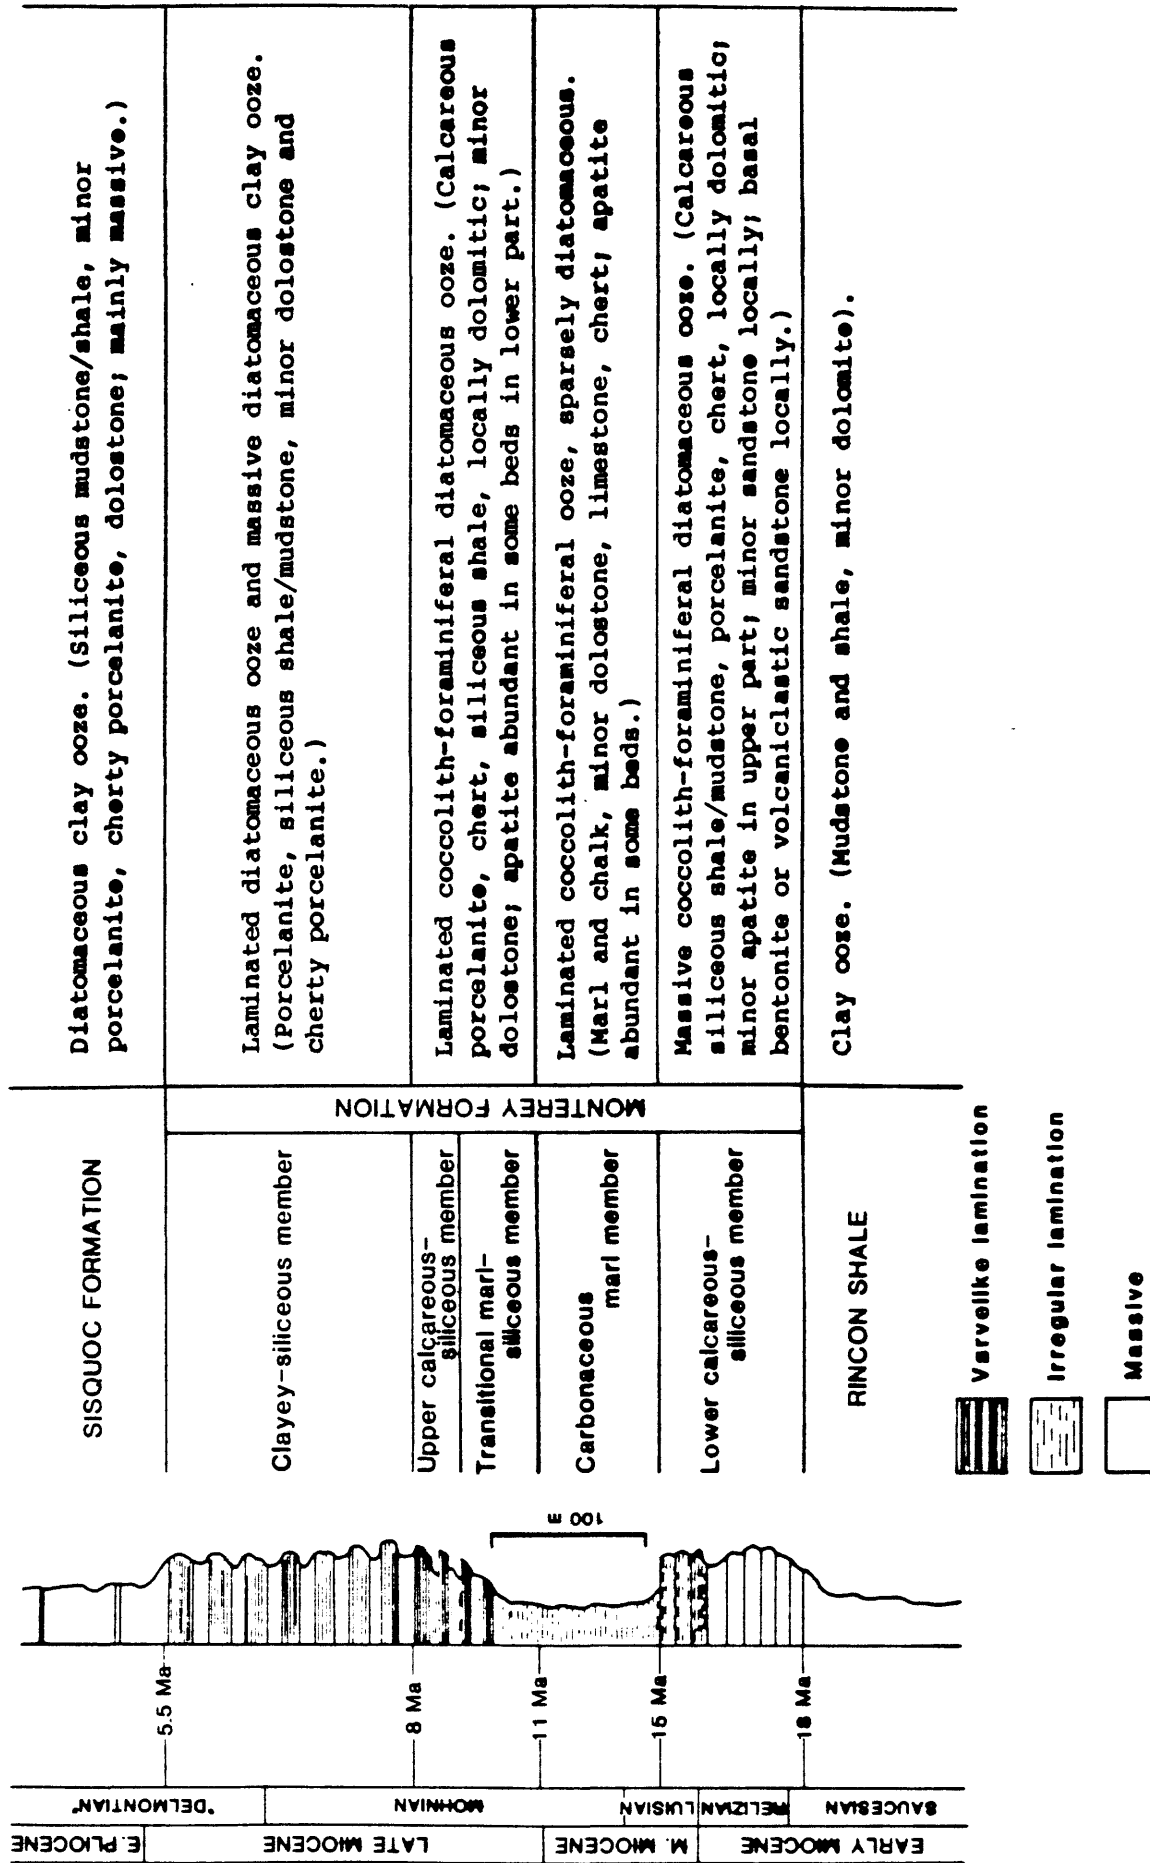 E. PLIOCENE
LATE MIOCENE
M. MIOCENE
EARLY MIOCENE
"DELMONTIAN"
MOHNIAN
LUISIAN
RELIZIAN
SAUCESIAN
5.5 Ma
8 Ma
11 Ma
15 Ma
18 Ma
100 m
SISQUOC FORMATION
Diatomaceous clay ooze. (Siliceous mudstone/shale, minor
porcelanite, cherty porcelanite, dolostone; mainly massive.)
MONTEREY FORMATION
Clayey-siliceous member
Laminated diatomaceous ooze and massive diatomaceous clay ooze.
(Porcelanite, siliceous shale/mudstone, minor dolostone and
cherty porcelanite.)
Upper calcareous-
siliceous member
Transitional marl-
siliceous member
Laminated coccolith-foraminiferal diatomaceous ooze. (Calcareous
porcelanite, chert, siliceous shale, locally dolomitic; minor
dolostone; apatite abundant in some beds in lower part.)
Carbonaceous
marl member
Laminated coccolith-foraminiferal ooze, sparsely diatomaceous.
(Marl and chalk, minor dolostone, limestone, chert; apatite
abundant in some beds.)
Lower calcareous-
siliceous member
Massive coccolith-foraminiferal diatomaceous ooze. (Calcareous
siliceous shale/mudstone, porcelanite, chert, locally dolomitic;
minor apatite in upper part; minor sandstone locally; basal
bentonite or volcaniclastic sandstone locally.)
RINCON SHALE
Clay ooze. (Mudstone and shale, minor dolomite).
Varvelike lamination
Irregular lamination
Massive